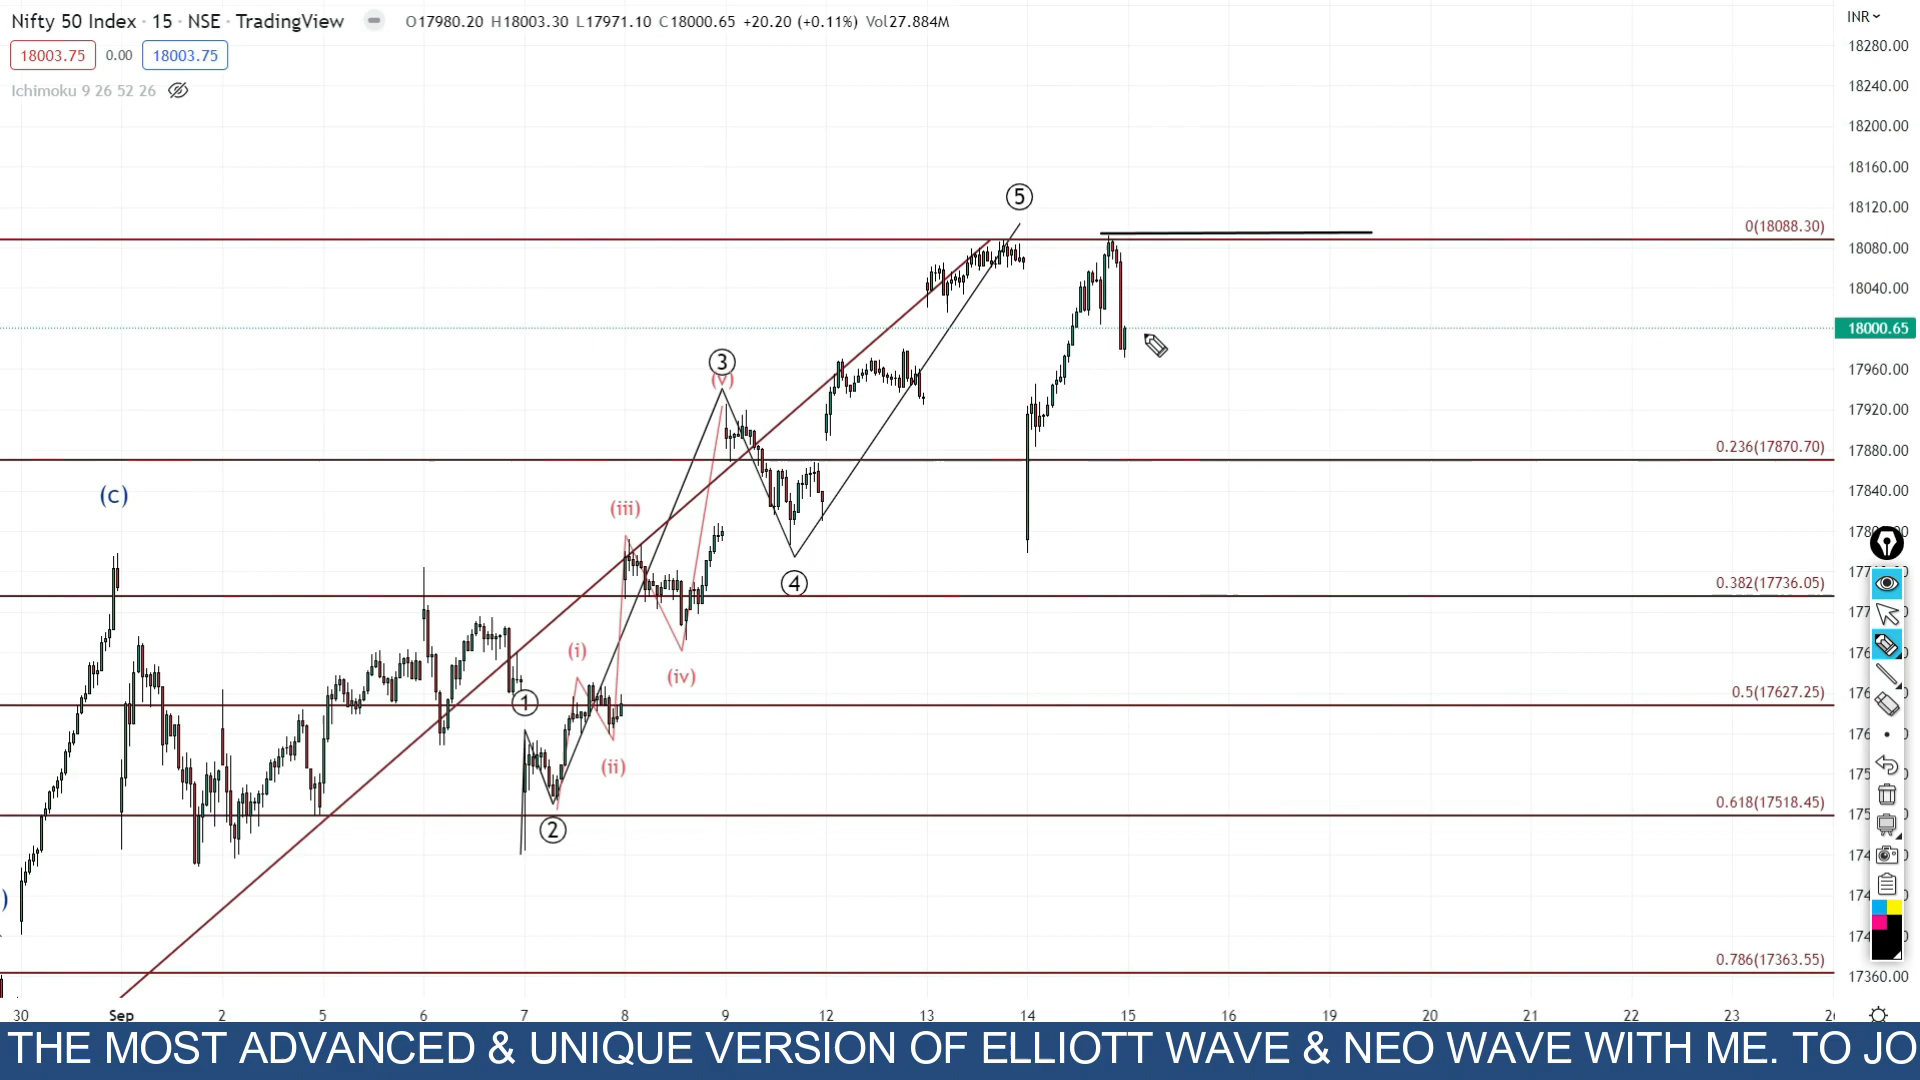 Nifty 50 Index · 15 · NSE · TradingView O17980.20 H18003.30 L17971.10 C18000.65 +20.20 (+0.11%) Vol27.884M
INR
18003.75 0.00 18003.75
Ichimoku 9 26 52 26
18280.00
18240.00
18200.00
18160.00
18120.00
5
0(18088.30)
18080.00
18040.00
18000.65
3
(v)
17960.00
17920.00
0.236(17870.70)
17880.00
(c)
17840.00
(iii)
4
0.382(17736.05)
(i)
(iv)
0.5(17627.25)
1
(ii)
0.618(17518.45)
2
)
0.786(17363.55)
17360.00
30 Sep 2 5 6 7 8 9 12 13 14 15 16 19 20 21 22 23
THE MOST ADVANCED & UNIQUE VERSION OF ELLIOTT WAVE & NEO WAVE WITH ME. TO JO